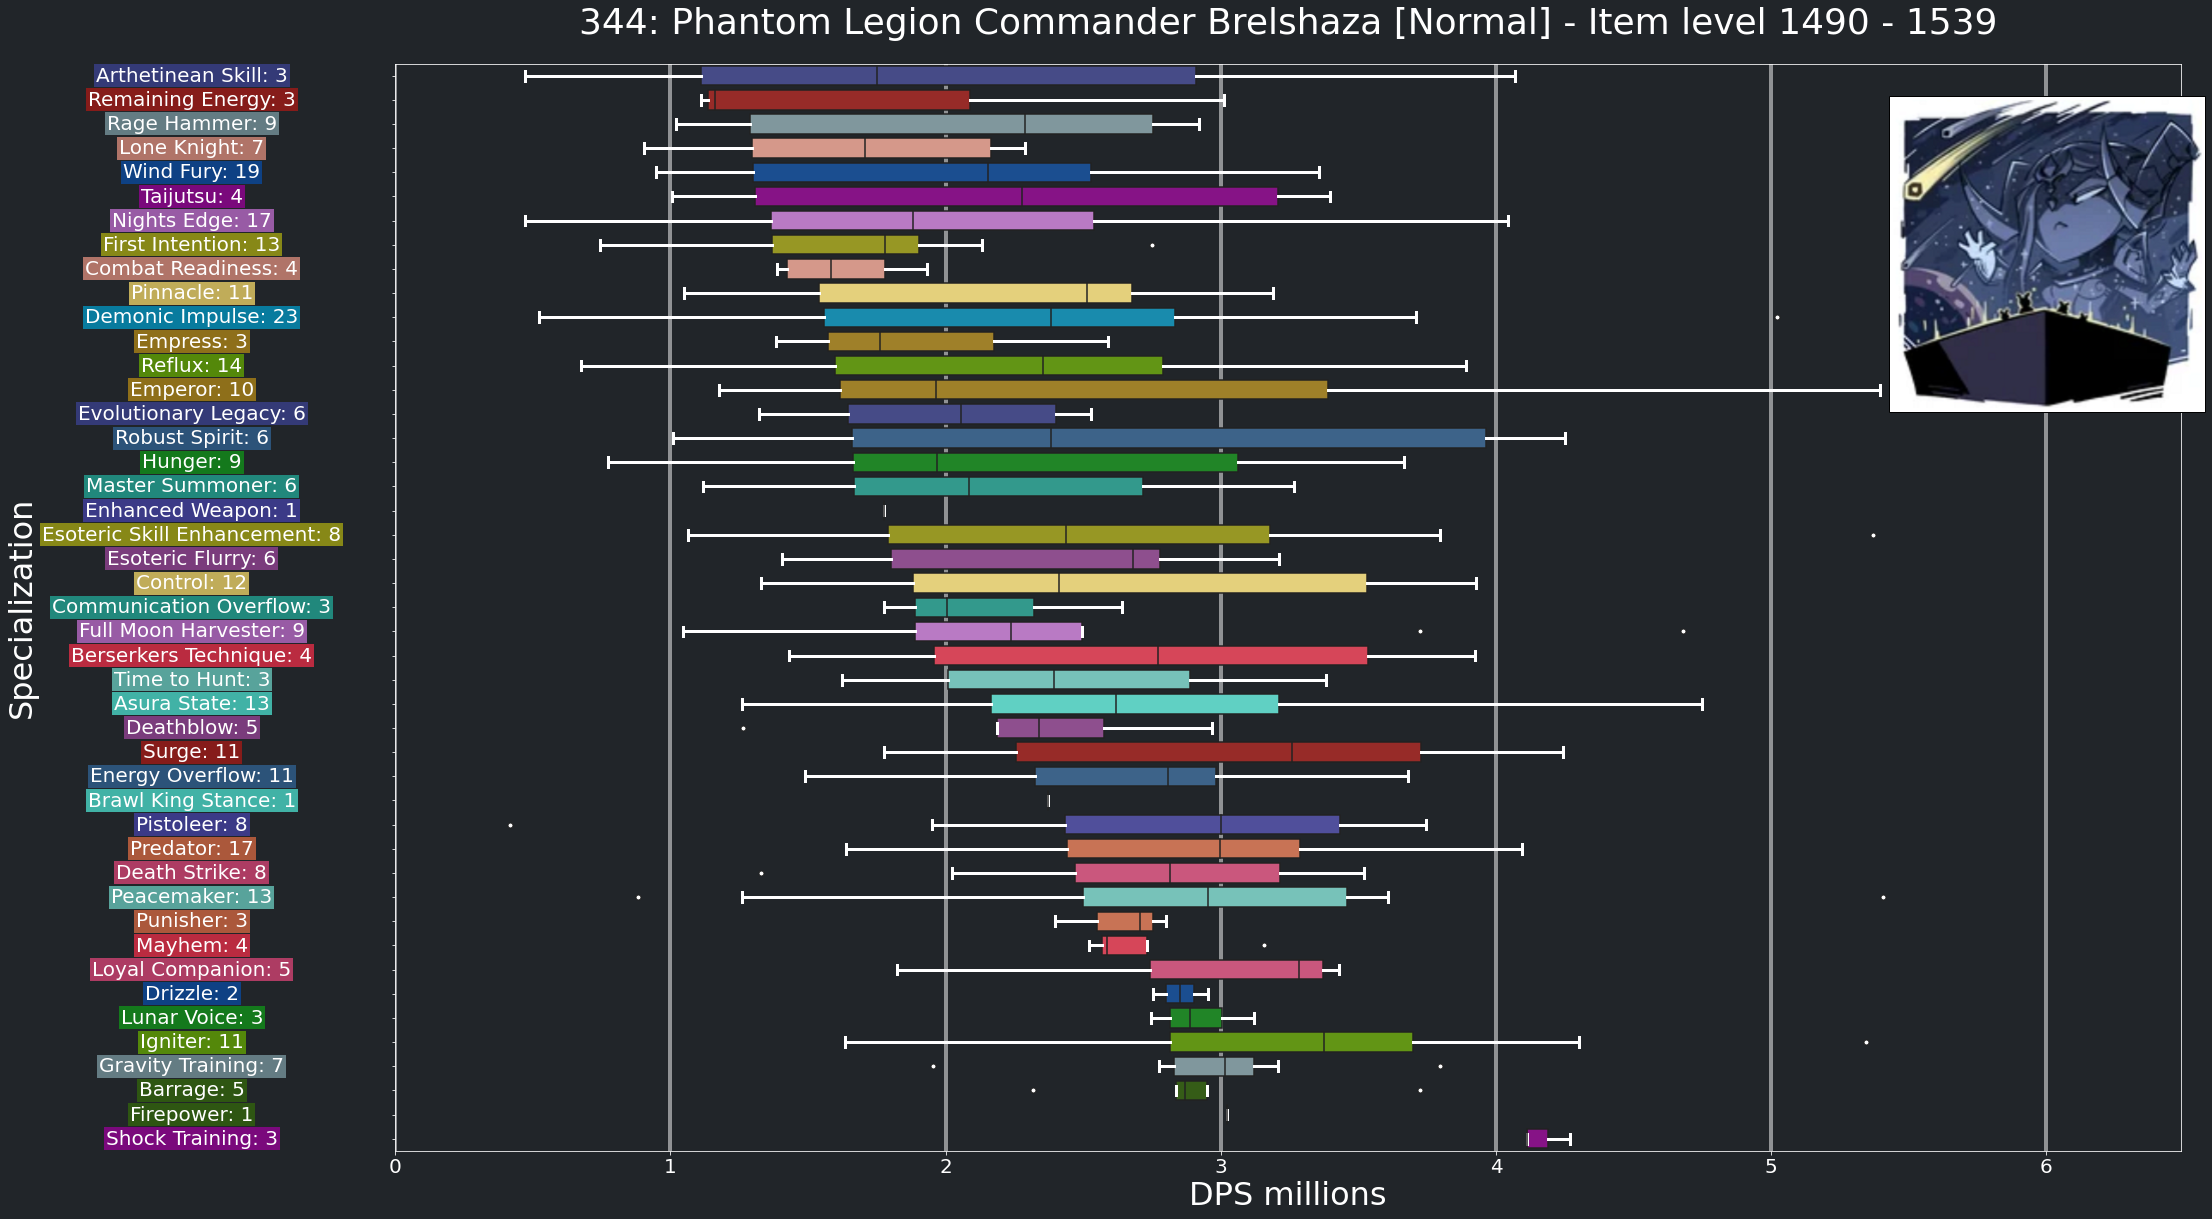 344: Phantom Legion Commander Brelshaza [Normal] - Item level 1490 - 1539
Specialization
Arthetinean Skill: 3
Remaining Energy: 3
Rage Hammer: 9
Lone Knight: 7
Wind Fury: 19
Taijutsu: 4
Nights Edge: 17
First Intention: 13
Combat Readiness: 4
Pinnacle: 11
Demonic Impulse: 23
Empress: 3
Reflux: 14
Emperor: 10
Evolutionary Legacy: 6
Robust Spirit: 6
Hunger: 9
Master Summoner: 6
Enhanced Weapon: 1
Esoteric Skill Enhancement: 8
Esoteric Flurry: 6
Control: 12
Communication Overflow: 3
Full Moon Harvester: 9
Berserkers Technique: 4
Time to Hunt: 3
Asura State: 13
Deathblow: 5
Surge: 11
Energy Overflow: 11
Brawl King Stance: 1
Pistoleer: 8
Predator: 17
Death Strike: 8
Peacemaker: 13
Punisher: 3
Mayhem: 4
Loyal Companion: 5
Drizzle: 2
Lunar Voice: 3
Igniter: 11
Gravity Training: 7
Barrage: 5
Firepower: 1
Shock Training: 3
0 1 2 3 4 5 6
DPS millions